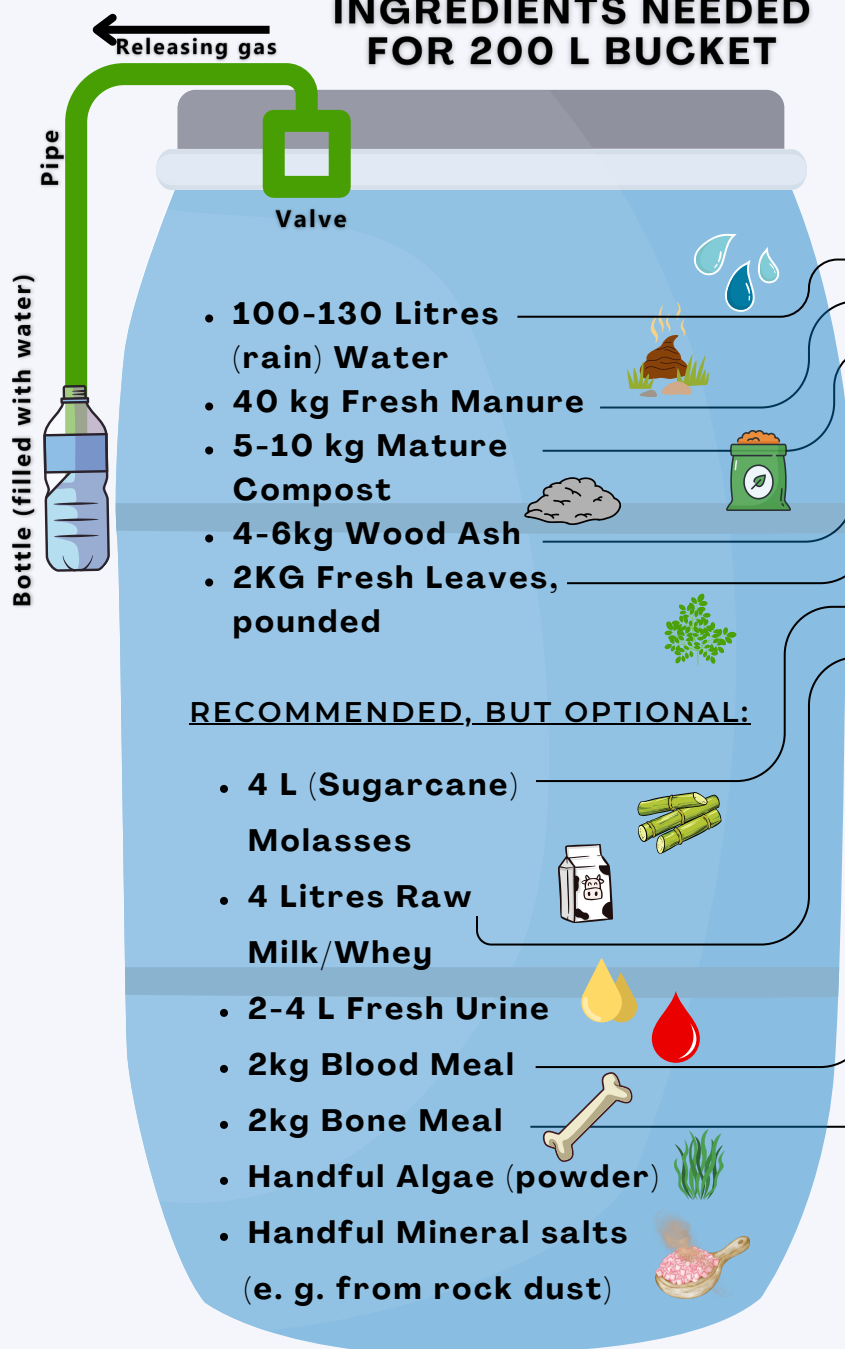 INGREDIENTS NEEDED
FOR 200 L BUCKET
Releasing gas
Pipe
Valve
Bottle (filled with water)
• 100-130 Litres
(rain) Water
• 40 kg Fresh Manure
• 5-10 kg Mature
Compost
• 4-6kg Wood Ash
• 2KG Fresh Leaves,
pounded
RECOMMENDED, BUT OPTIONAL:
• 4 L (Sugarcane)
Molasses
• 4 Litres Raw
Milk/Whey
• 2-4 L Fresh Urine
• 2kg Blood Meal
• 2kg Bone Meal
• Handful Algae (powder)
• Handful Mineral salts
(e. g. from rock dust)